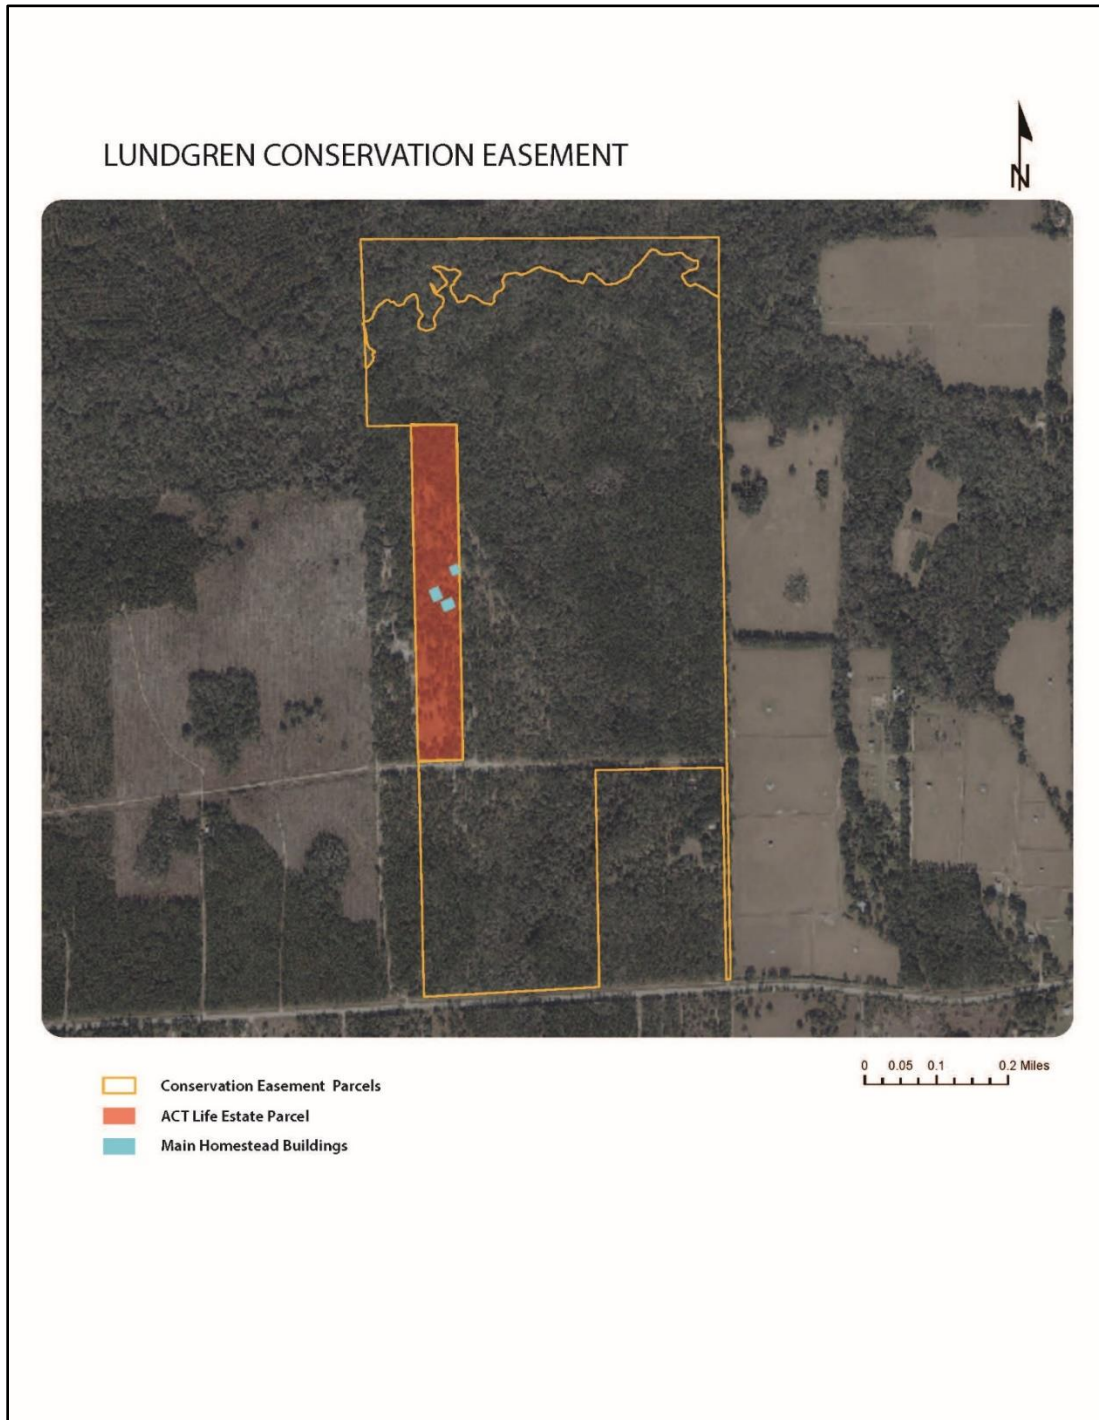 LUNDGREN CONSERVATION EASEMENT
N
0 0.05 0.1 0.2 Miles
Conservation Easement Parcels
ACT Life Estate Parcel
Main Homestead Buildings